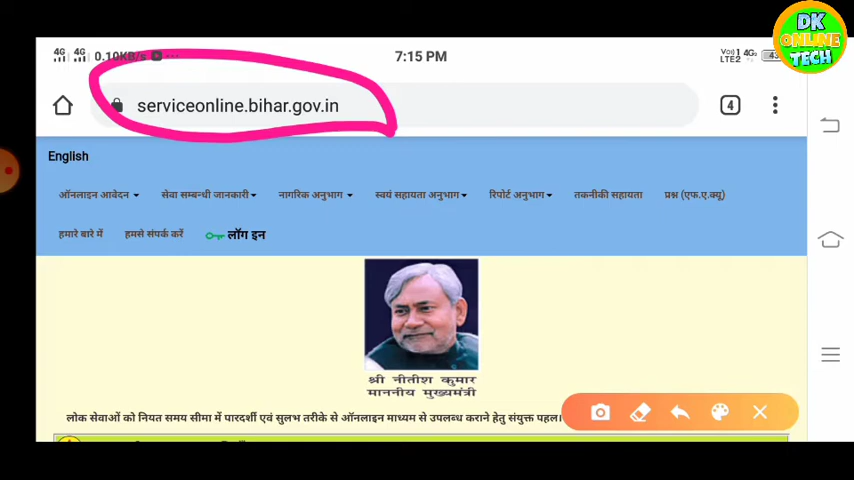 DK
ONLINE
TECH
4G 4G 0.10KB/s
7:15 PM
4G
LTE2
serviceonline.bihar.gov.in
4
English
ऑनलाइन आवेदन
सेवा सम्बन्धी जानकारी
नागरिक अनुभाग
स्वयं सहायता अनुभाग
रिपोर्ट अनुभाग
तकनीकी सहायता
प्रश्न (एफ.ए.क्यू)
हमारे बारे में
हमसे संपर्क करें
लॉग इन
श्री नीतीश कुमार
माननीय मुख्यमंत्री
लोक सेवाओं को नियत समय सीमा में पारदर्शी एवं सुलभ तरीके से ऑनलाइन माध्यम से उपलब्ध कराने हेतु संयुक्त पहल।